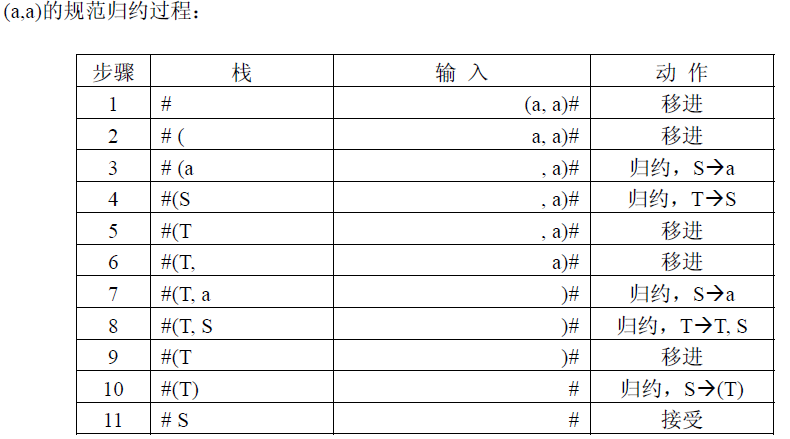 (a,a)的规范归约过程：
步骤 栈 输 入 动 作
1 # (a, a)# 移进
2 # ( a, a)# 移进
3 # (a , a)# 归约，S→a
4 #(S , a)# 归约，T→S
5 #(T , a)# 移进
6 #(T, a)# 移进
7 #(T, a )# 归约，S→a
8 #(T, S )# 归约，T→T, S
9 #(T )# 移进
10 #(T) # 归约，S→(T)
11 # S # 接受